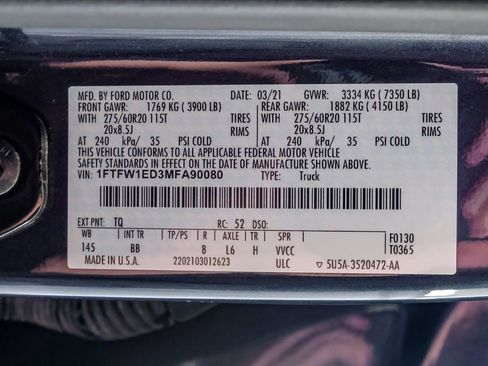 MFD. BY FORD MOTOR CO. 03/21 GVWR: 3334 KG ( 7350 LB)
FRONT GAWR: 1769 KG ( 3900 LB) REAR GAWR: 1882 KG ( 4150 LB)
WITH 275/60R20 115T TIRES WITH 275/60R20 115T TIRES
20x8.5J RIMS 20x8.5J RIMS
AT 240 kPa/ 35 PSI COLD AT 240 kPa/ 35 PSI COLD
THIS VEHICLE CONFORMS TO ALL APPLICABLE FEDERAL MOTOR VEHICLE
SAFETY STANDARDS IN EFFECT ON THE DATE OF MANUFACTURE SHOWN ABOVE.
VIN: 1FTFW1ED3MFA90080 TYPE: Truck
EXT PNT: TQ RC: 52 DSO:
WB INT TR TP/PS R AXLE TR SPR F0130
145 BB 8 L6 H VVCC T0365
MADE IN U.S.A. 2202103012623 ULC ▽ 5U5A-3520472-AA